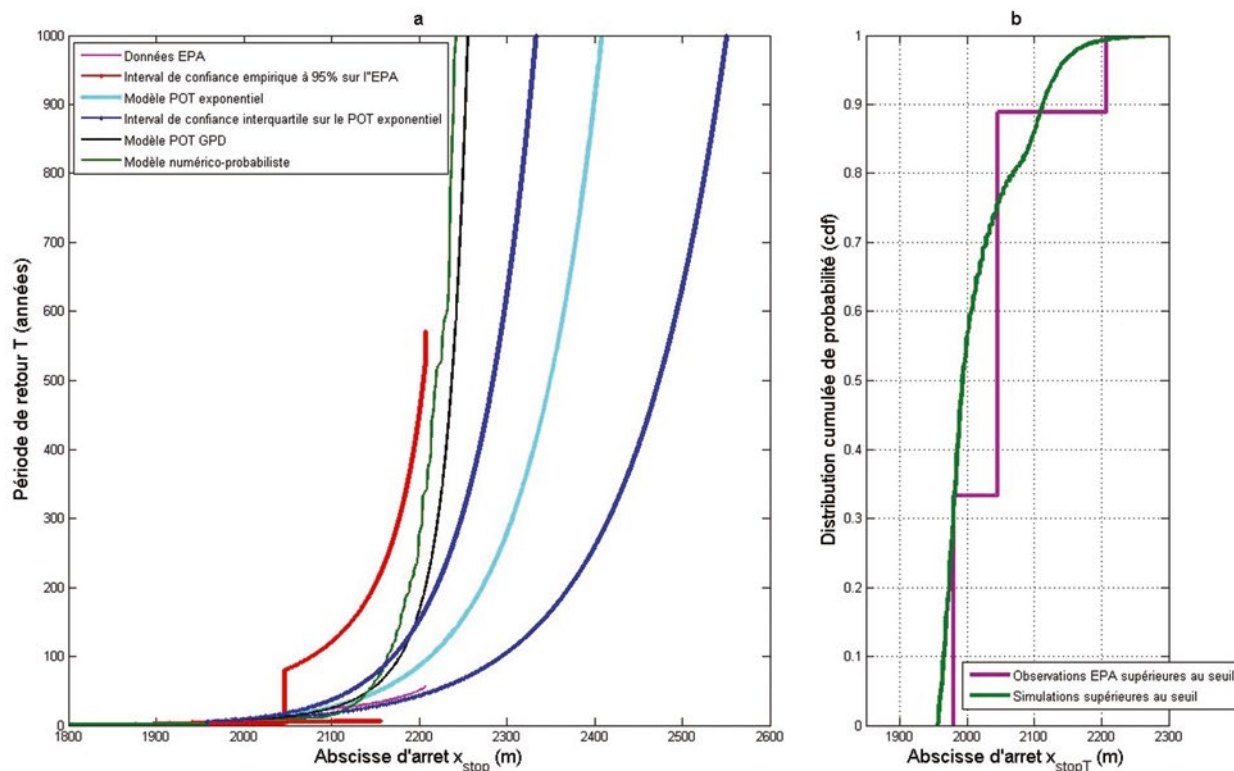 a
Données EPA
Interval de confiance empirique à 95% sur l"EPA
Modèle POT exponentiel
Interval de confiance interquartile sur le POT exponentiel
Modèle POT GPD
Modèle numérico-probabiliste
Période de retour T (années)
1000
900
800
700
600
500
400
300
200
100
0
1800
1900
2000
2100
2200
2300
2400
2500
2600
Abscisse d'arret x_stop (m)
b
Distribution cumulée de probabilité (cdf)
1
0.9
0.8
0.7
0.6
0.5
0.4
0.3
0.2
0.1
0
Observations EPA supérieures au seuil
Simulations supérieures au seuil
1900
2000
2100
2200
2300
Abscisse d'arret x_stopT (m)